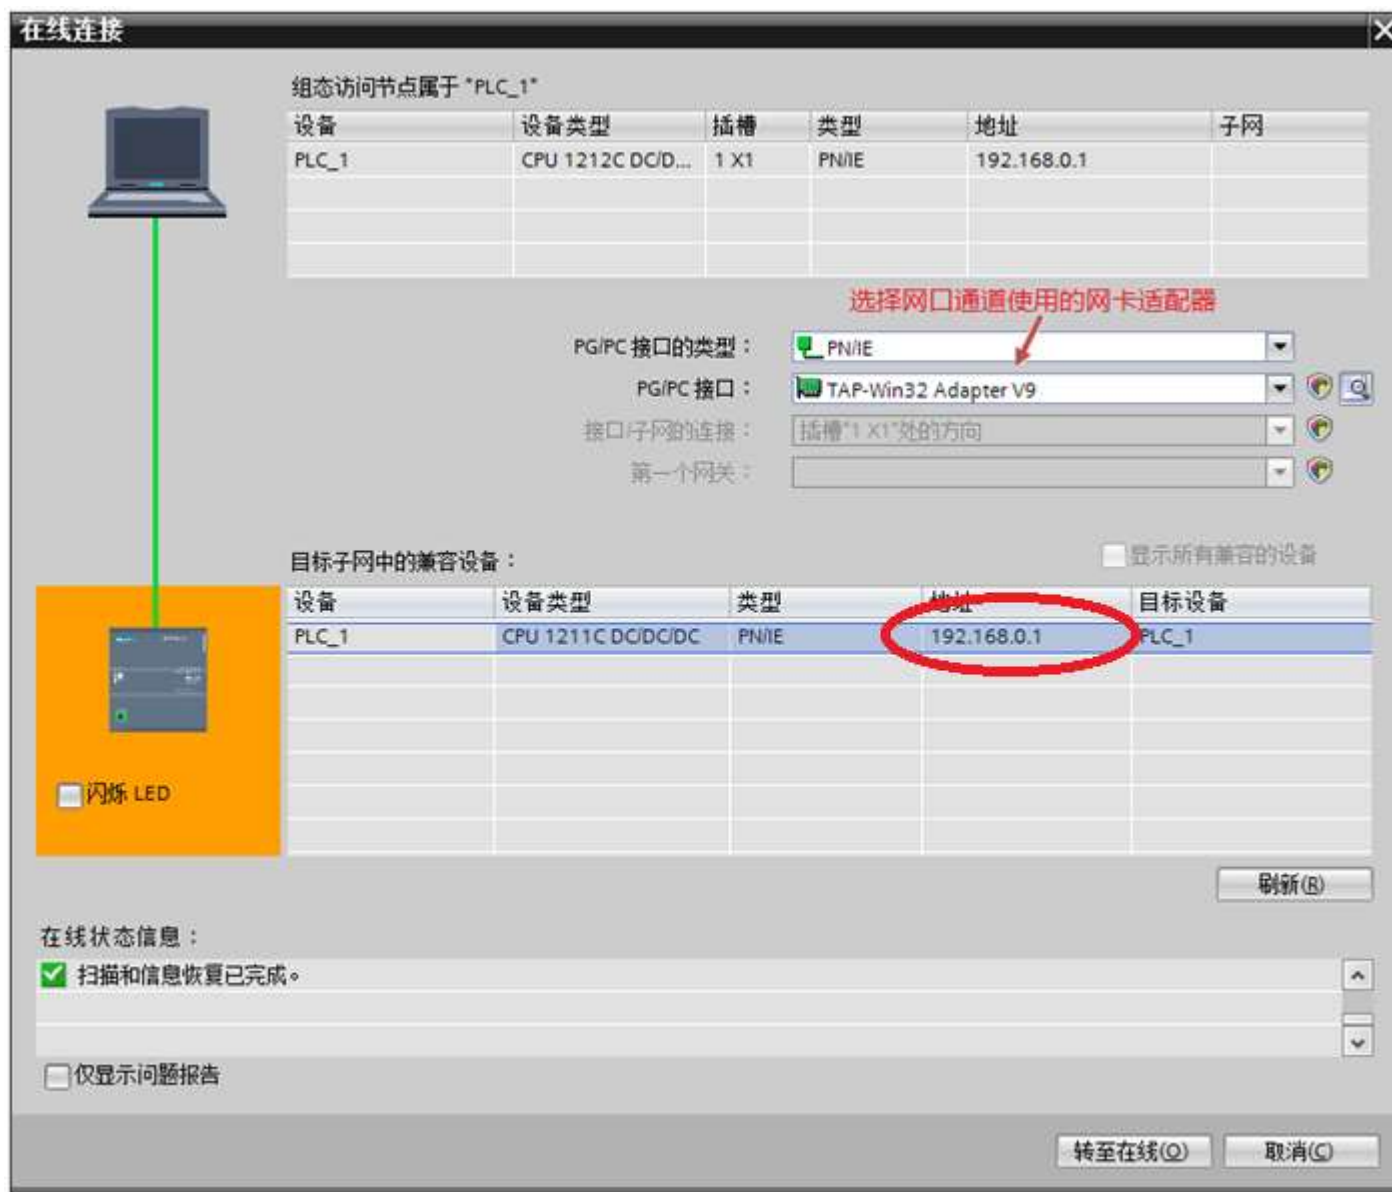 在线连接
组态访问节点属于 "PLC_1"
设备 设备类型 插槽 类型 地址 子网
PLC_1 CPU 1212C DC/D... 1 X1 PN/IE 192.168.0.1
选择网口通道使用的网卡适配器
PG/PC 接口的类型： PN/IE
PG/PC 接口： TAP-Win32 Adapter V9
接口/子网的连接： 插槽"1 X1"处的方向
第一个网关：
目标子网中的兼容设备：
显示所有兼容的设备
设备 设备类型 类型 地址 目标设备
PLC_1 CPU 1211C DC/DC/DC PN/IE 192.168.0.1 PLC_1
闪烁 LED
刷新(R)
在线状态信息：
扫描和信息恢复已完成。
仅显示问题报告
转至在线(O) 取消(C)